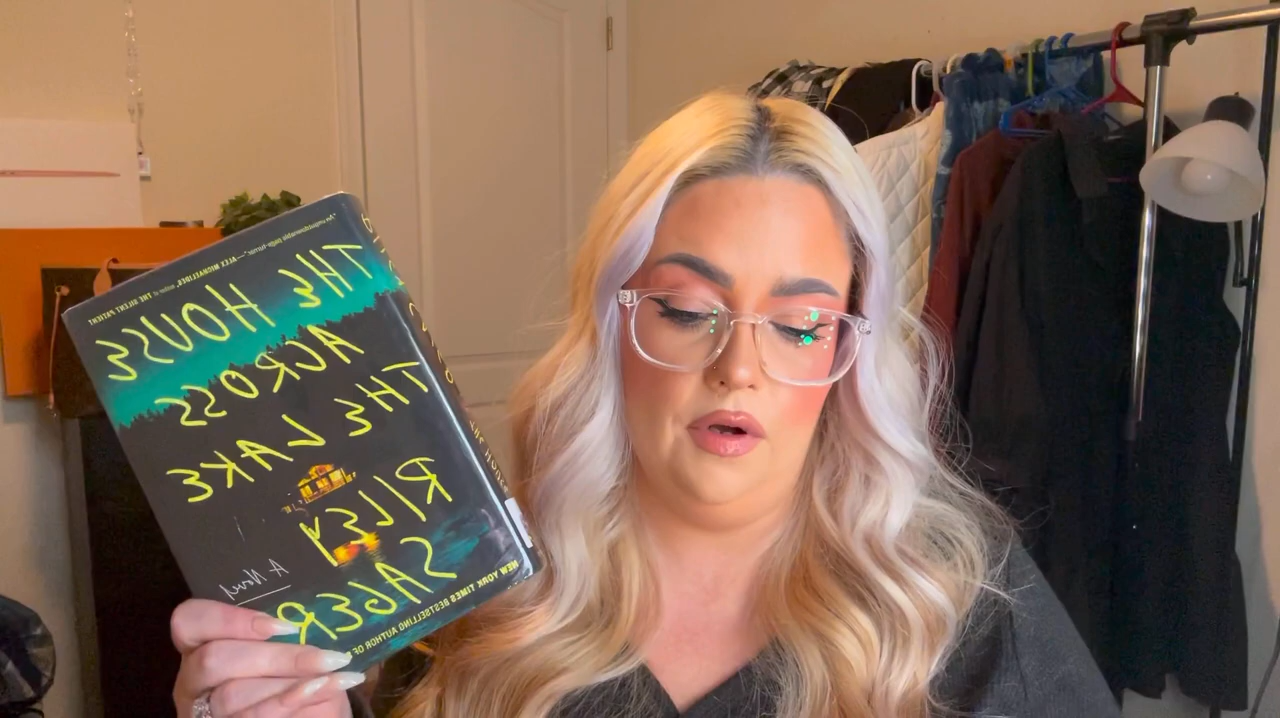 "An unputdownable page-turner."—ALEX MICHAELIDES, author of THE SILENT PATIENT
THE HOUSE
ACROSS
THE LAKE
RILEY
SAGER
A Novel
NEW YORK TIMES BESTSELLING AUTHOR OF